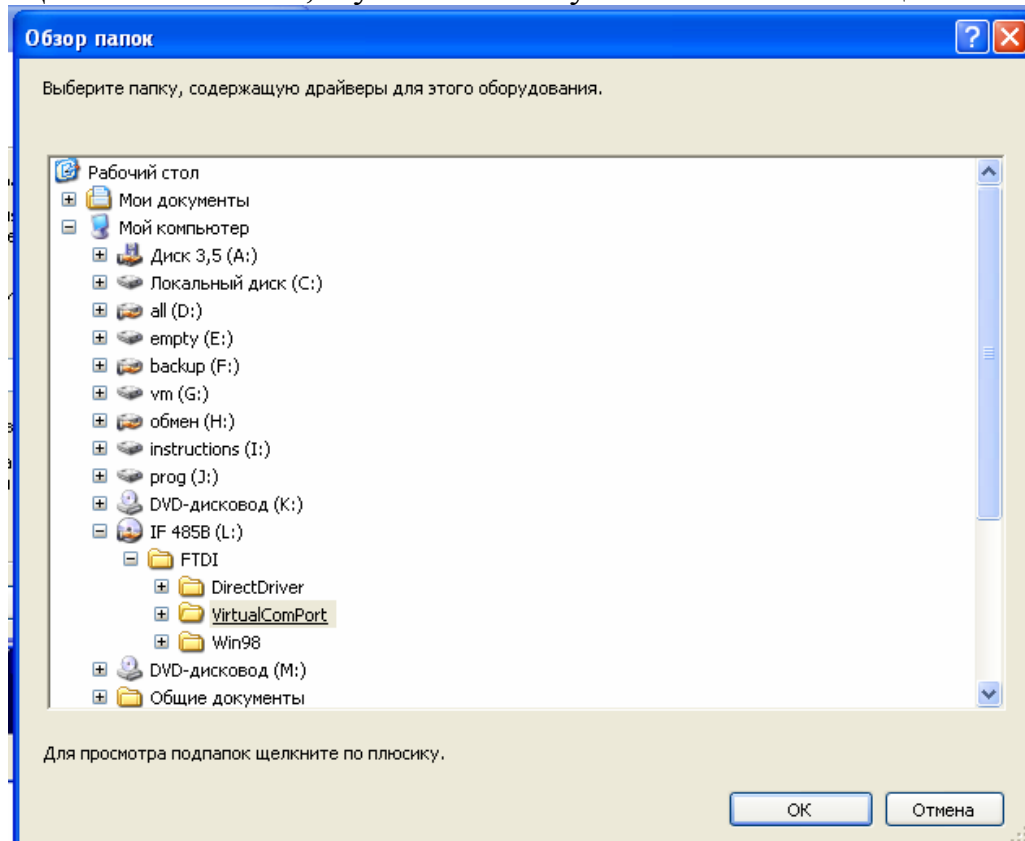 Обзор папок
Выберите папку, содержащую драйверы для этого оборудования.
Рабочий стол
Мои документы
Мой компьютер
Диск 3,5 (A:)
Локальный диск (C:)
all (D:)
empty (E:)
backup (F:)
vm (G:)
обмен (H:)
instructions (I:)
prog (J:)
DVD-дисковод (K:)
IF 485B (L:)
FTDI
DirectDriver
VirtualComPort
Win98
DVD-дисковод (M:)
Общие документы
Для просмотра подпапок щелкните по плюсику.
ОК Отмена